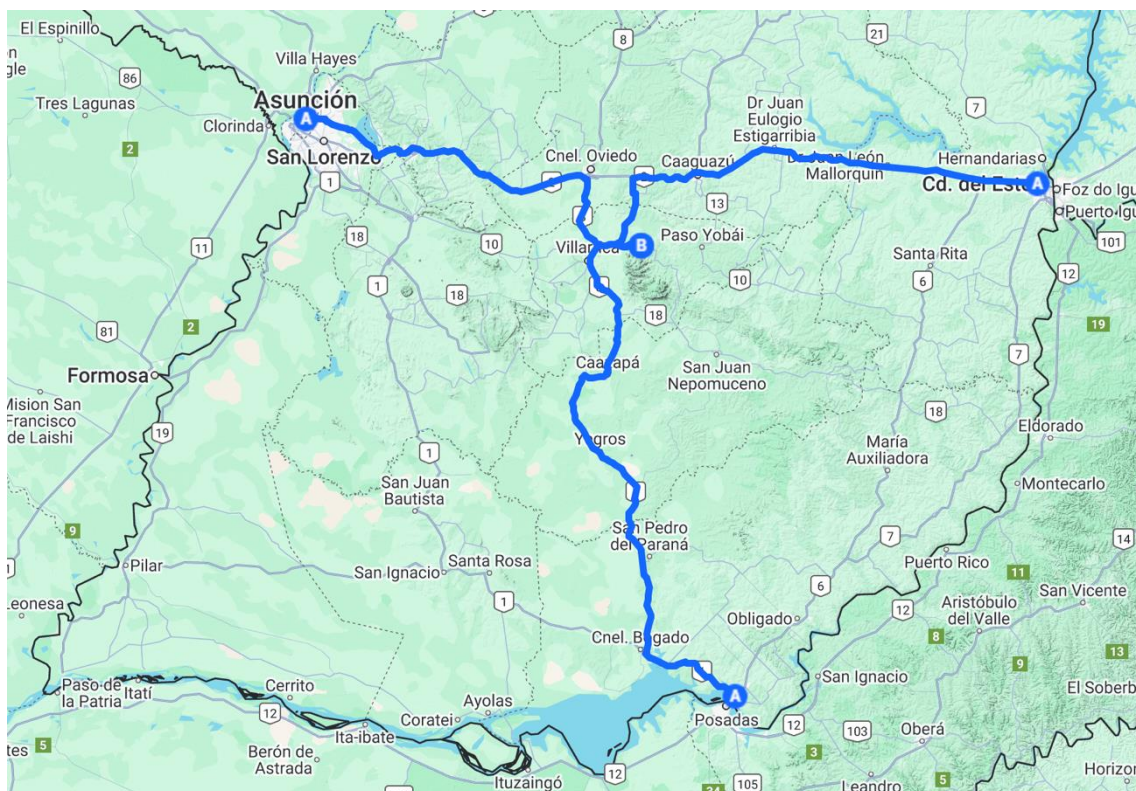 El Espinillo
8
21
Villa Hayes
86
Asunción
A
7
Dr Juan
Eulogio
Estigarribia
Tres Lagunas
Clorinda
2
San Lorenzo
Cnel. Oviedo
Caaguazú
Dr Juan León
Mallorquín
Hernandarias
Cd. del Este
A
Foz do Igu
Puerto Igu
1
13
101
18
10
Villarrica
B
Paso Yobái
11
Santa Rita
12
1
18
10
6
81
2
18
19
Formosa
Caazapá
San Juan
Nepomuceno
7
Mision San
Francisco
de Laishi
18
19
Yegros
María
Auxiliadora
Eldorado
1
San Juan
Bautista
Montecarlo
9
San Pedro
del Paraná
7
14
Pilar
San Ignacio
Santa Rosa
Puerto Rico
11
6
San Vicente
Leonesa
1
Obligado
12
Aristóbulo
del Valle
8
Cnel. Bogado
13
9
Paso de
la Patria
Itatí
Cerrito
San Ignacio
El Soberb
Ayolas
A
12
Ita-ibate
Coratei
Posadas
12
103
Oberá
5
Berón de
Astrada
3
12
Ituzaingó
105
Leandro
5
Horizon